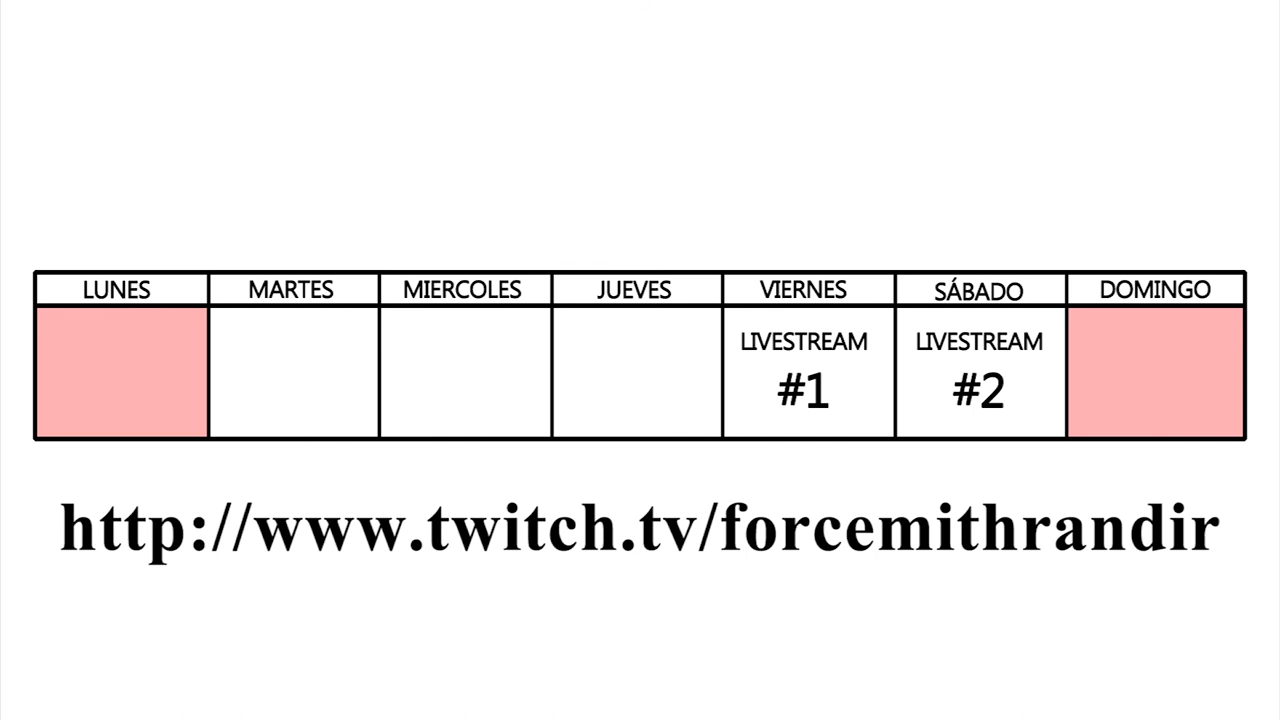 LUNES MARTES MIERCOLES JUEVES VIERNES SÁBADO DOMINGO
LIVESTREAM LIVESTREAM
#1 #2
http://www.twitch.tv/forcemithrandir